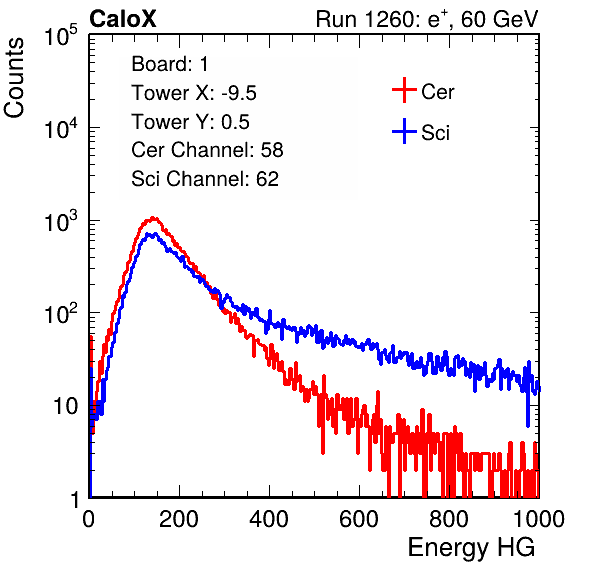 CaloX Run 1260: e⁺, 60 GeV
Counts
Board: 1
Tower X: -9.5
Tower Y: 0.5
Cer Channel: 58
Sci Channel: 62
Cer
Sci
10⁵
10⁴
10³
10²
10
1
0 200 400 600 800 1000
Energy HG